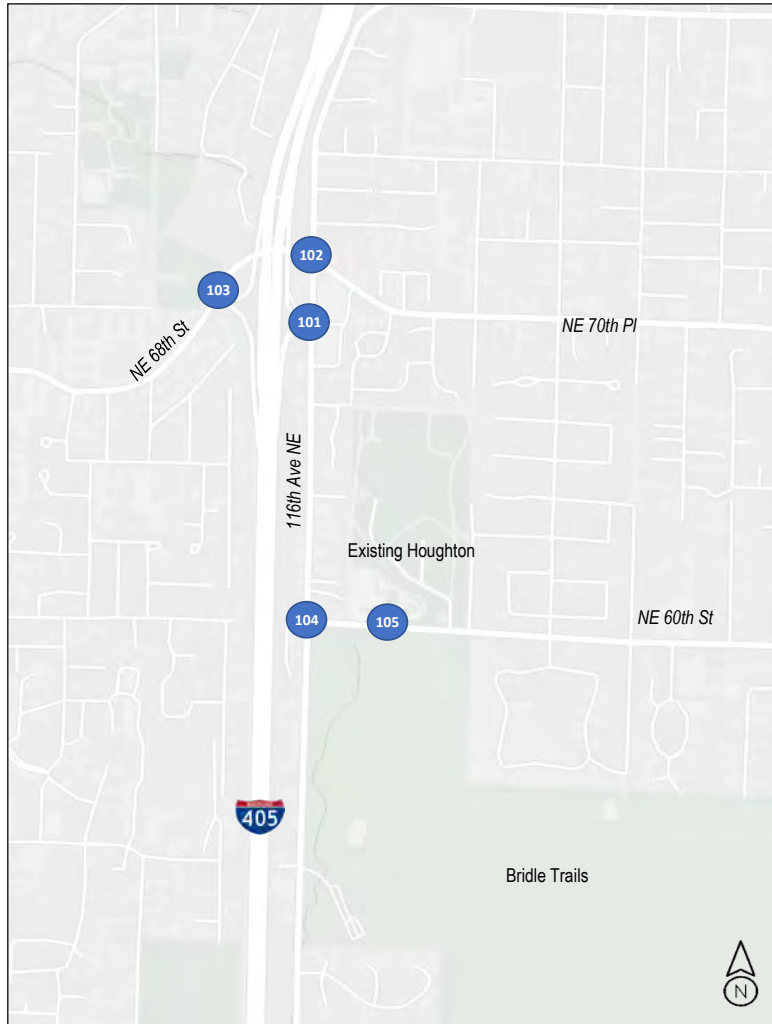 102
103
101
NE 70th Pl
NE 68th St
116th Ave NE
Existing Houghton
104
105
NE 60th St
405
Bridle Trails
N